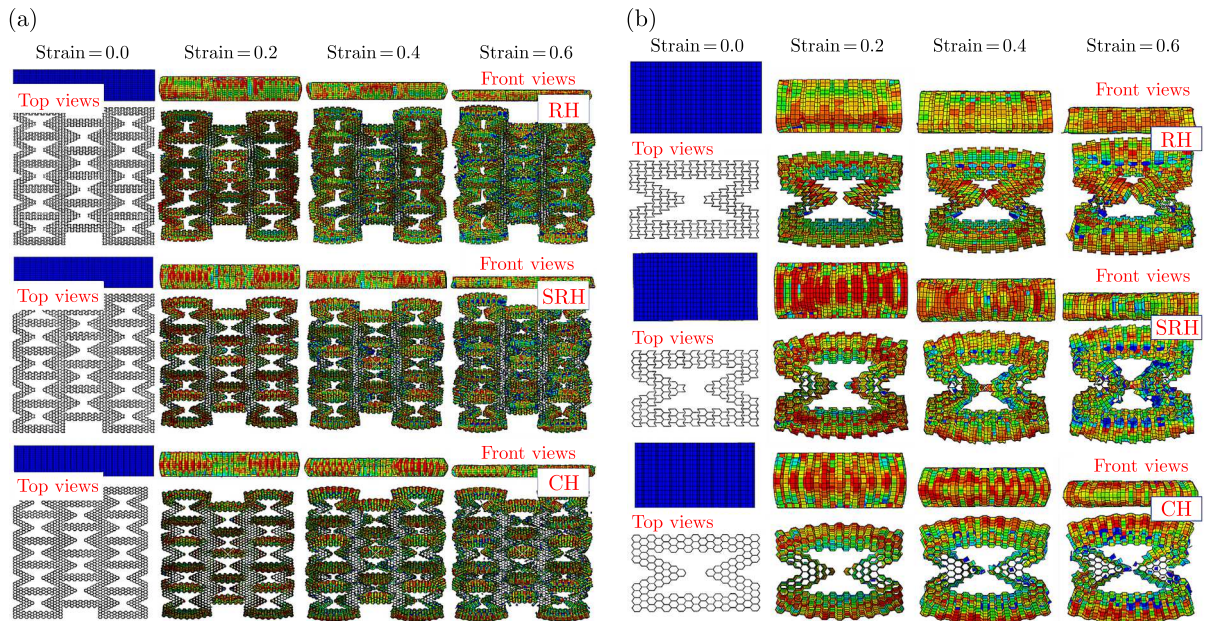 (a)
Strain = 0.0 Strain = 0.2 Strain = 0.4 Strain = 0.6
Front views
Top views
RH
Front views
Top views
SRH
Front views
Top views
CH
(b)
Strain = 0.0 Strain = 0.2 Strain = 0.4 Strain = 0.6
Front views
RH
Top views
Front views
SRH
Top views
Front views
CH
Top views